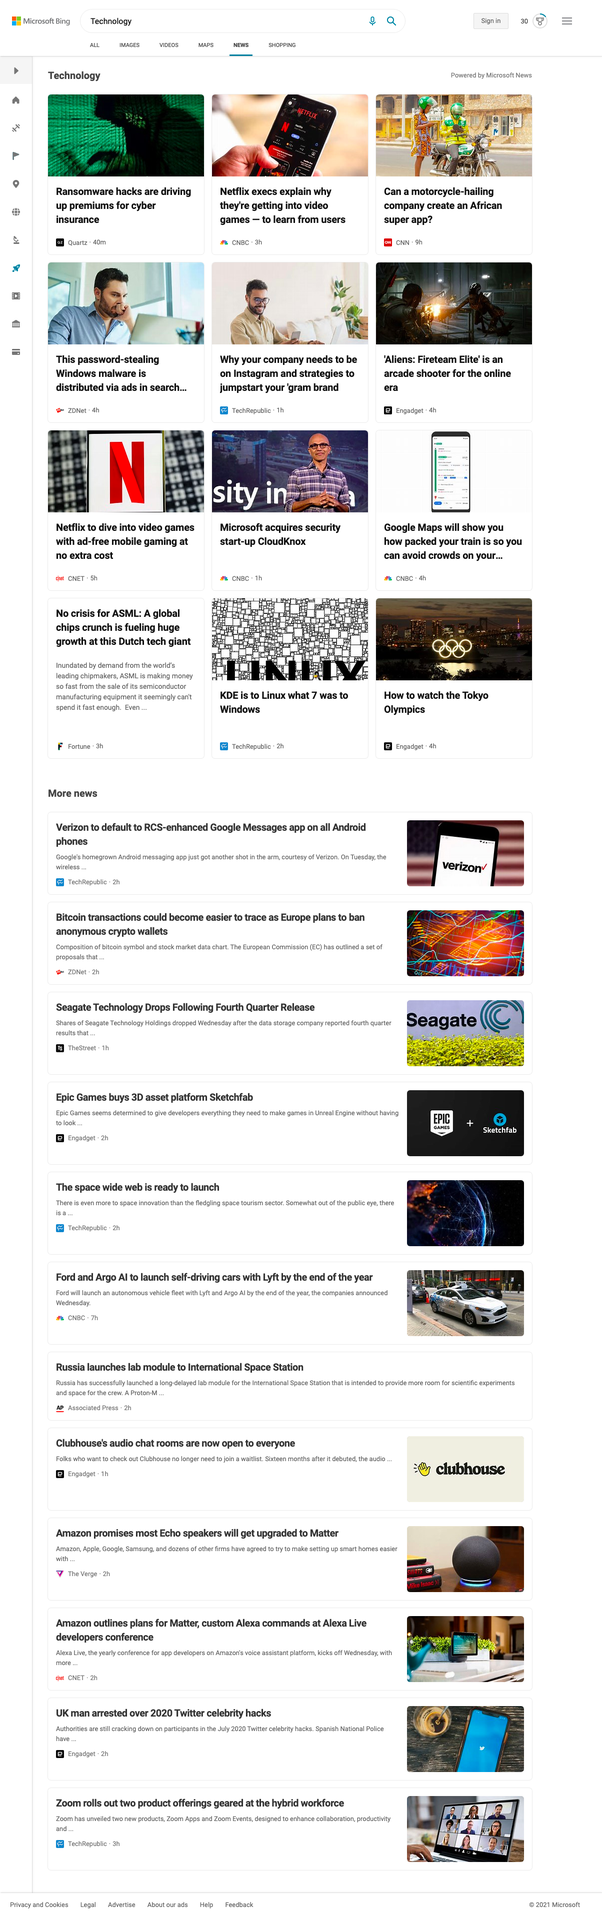 Microsoft Bing
Technology
Sign in
30
ALL
IMAGES
VIDEOS
MAPS
NEWS
SHOPPING
Technology
Powered by Microsoft News
NETFLIX
Ransomware hacks are driving
up premiums for cyber
insurance
Quartz · 40m
Netflix execs explain why
they're getting into video
games — to learn from users
CNBC · 3h
Can a motorcycle-hailing
company create an African
super app?
CNN · 9h
This password-stealing
Windows malware is
distributed via ads in search...
ZDNet · 4h
Why your company needs to be
on Instagram and strategies to
jumpstart your 'gram brand
TechRepublic · 1h
'Aliens: Fireteam Elite' is an
arcade shooter for the online
era
Engadget · 4h
N
sity in a
Netflix to dive into video games
with ad-free mobile gaming at
no extra cost
CNET · 5h
Microsoft acquires security
start-up CloudKnox
CNBC · 1h
Google Maps will show you
how packed your train is so you
can avoid crowds on your...
CNBC · 4h
No crisis for ASML: A global
chips crunch is fueling huge
growth at this Dutch tech giant
Inundated by demand from the world's
leading chipmakers, ASML is making money
so fast from the sale of its semiconductor
manufacturing equipment it seemingly can't
spend it fast enough. Even ...
Fortune · 3h
LINUX
KDE is to Linux what 7 was to
Windows
TechRepublic · 2h
How to watch the Tokyo
Olympics
Engadget · 4h
More news
Verizon to default to RCS-enhanced Google Messages app on all Android
phones
Google's homegrown Android messaging app just got another shot in the arm, courtesy of Verizon. On Tuesday, the
wireless ...
TechRepublic · 2h
verizon
Bitcoin transactions could become easier to trace as Europe plans to ban
anonymous crypto wallets
Composition of bitcoin symbol and stock market data chart. The European Commission (EC) has outlined a set of
proposals that ...
ZDNet · 2h
Seagate Technology Drops Following Fourth Quarter Release
Shares of Seagate Technology Holdings dropped Wednesday after the data storage company reported fourth quarter
results that ...
TheStreet · 1h
Seagate
Epic Games buys 3D asset platform Sketchfab
Epic Games seems determined to give developers everything they need to make games in Unreal Engine without having
to look ...
Engadget · 2h
EPIC
GAMES
+
Sketchfab
The space wide web is ready to launch
There is even more to space innovation than the fledgling space tourism sector. Somewhat out of the public eye, there
is a ...
TechRepublic · 2h
Ford and Argo AI to launch self-driving cars with Lyft by the end of the year
Ford will launch an autonomous vehicle fleet with Lyft and Argo AI by the end of the year, the companies announced
Wednesday.
CNBC · 7h
Russia launches lab module to International Space Station
Russia has successfully launched a long-delayed lab module for the International Space Station that is intended to provide more room for scientific experiments
and space for the crew. A Proton-M ...
AP Associated Press · 2h
Clubhouse's audio chat rooms are now open to everyone
Folks who want to check out Clubhouse no longer need to join a waitlist. Sixteen months after it debuted, the audio ...
Engadget · 1h
clubhouse
Amazon promises most Echo speakers will get upgraded to Matter
Amazon, Apple, Google, Samsung, and dozens of other firms have agreed to try to make setting up smart homes easier
with ...
The Verge · 2h
Amazon outlines plans for Matter, custom Alexa commands at Alexa Live
developers conference
Alexa Live, the yearly conference for app developers on Amazon's voice assistant platform, kicks off Wednesday, with
more ...
CNET · 2h
UK man arrested over 2020 Twitter celebrity hacks
Authorities are still cracking down on participants in the July 2020 Twitter celebrity hacks. Spanish National Police
have ...
Engadget · 2h
Zoom rolls out two product offerings geared at the hybrid workforce
Zoom has unveiled two new products, Zoom Apps and Zoom Events, designed to enhance collaboration, productivity
and ...
TechRepublic · 3h
Privacy and Cookies
Legal
Advertise
About our ads
Help
Feedback
© 2021 Microsoft